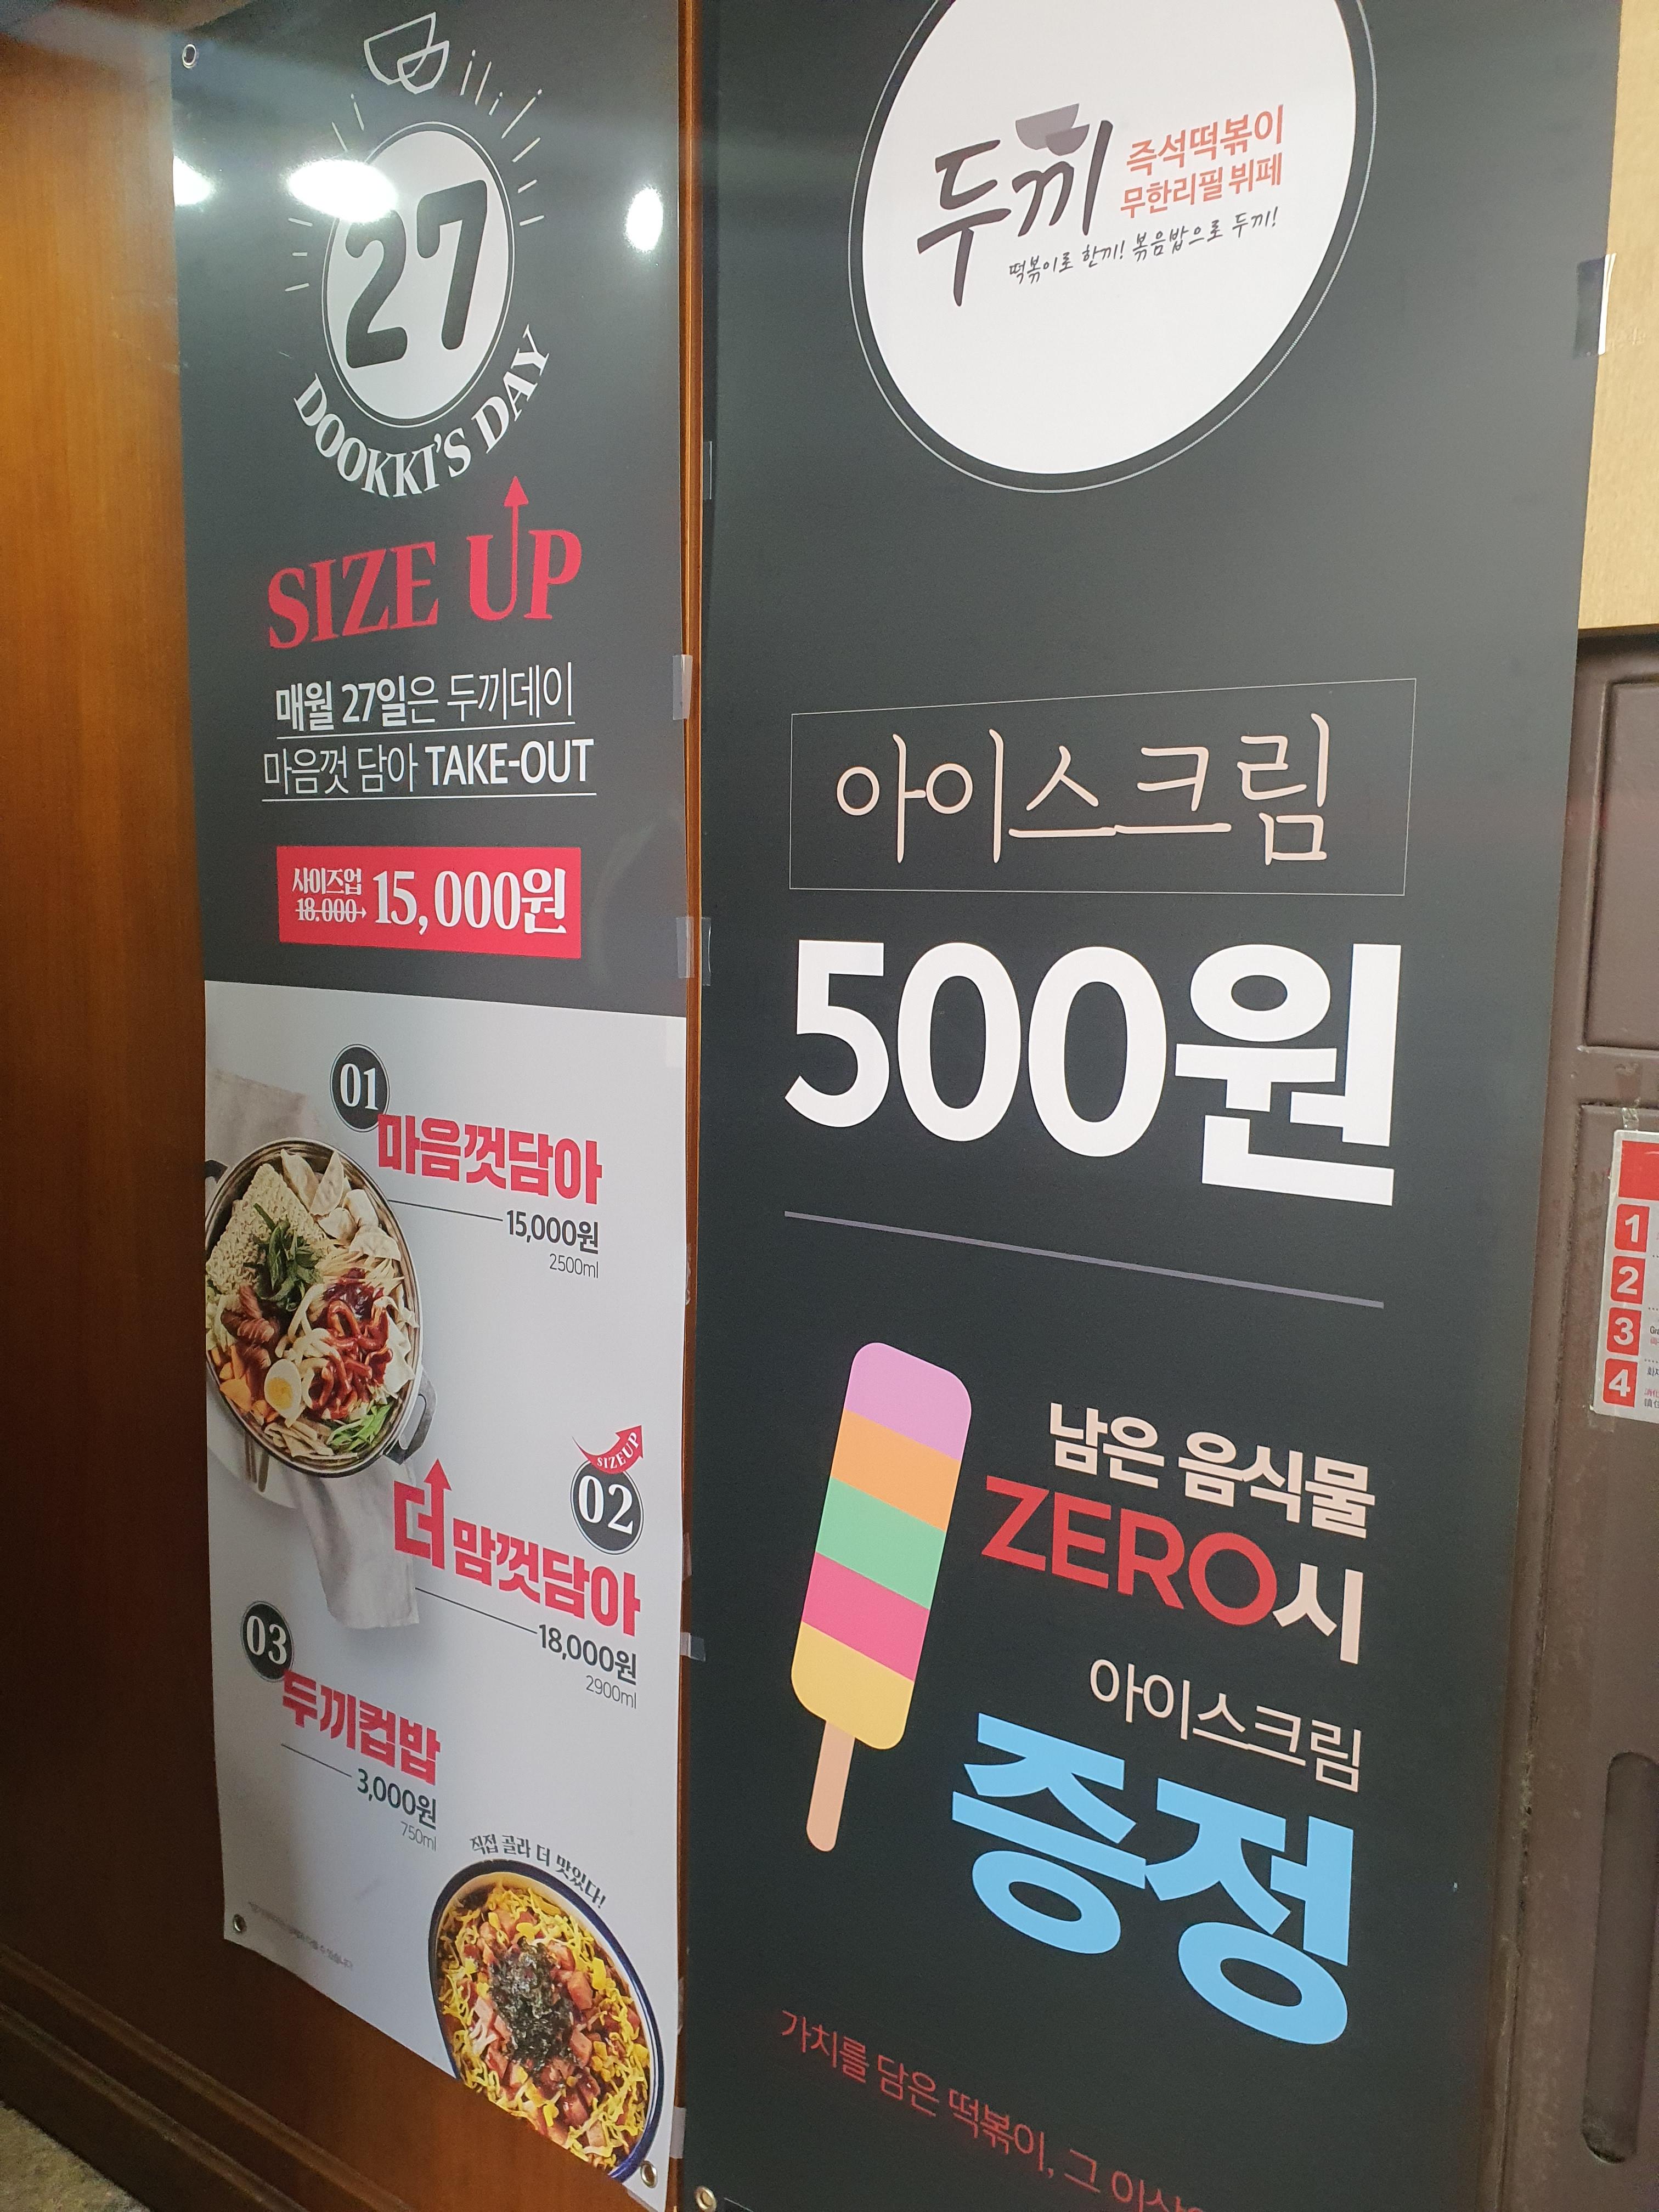 27
DOOKKI'S DAY
SIZE UP
매월 27일은 두끼데이
마음껏 담아 TAKE-OUT
사이즈업
18.000→ 15,000원
01
마음껏담아
15,000원
2500ml
SIZE UP
02
더 맘껏담아
18,000원
2900ml
03
두끼컵밥
3,000원
750ml
직접 골라 더 맛있다!
두끼
즉석떡볶이
무한리필 뷔페
떡볶이로 한끼! 볶음밥으로 두끼!
아이스크림
500원
남은 음식물
ZERO시
아이스크림
증정
가치를 담은 떡볶이, 그
1
2
3
4